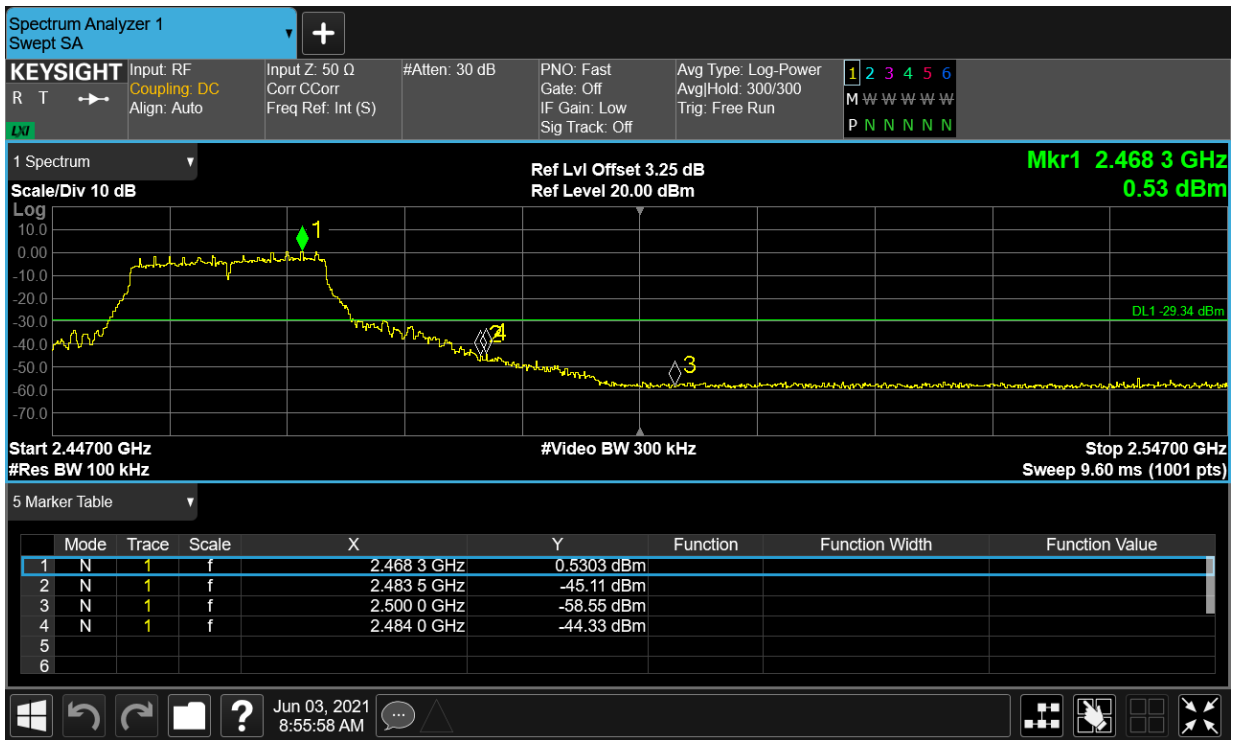 Spectrum Analyzer 1
Swept SA
+
KEYSIGHT
R T
LXI
Input: RF
Coupling: DC
Align: Auto
Input Z: 50 Ω
Corr CCorr
Freq Ref: Int (S)
#Atten: 30 dB
PNO: Fast
Gate: Off
IF Gain: Low
Sig Track: Off
Avg Type: Log-Power
Avg|Hold: 300/300
Trig: Free Run
1 2 3 4 5 6
M W W W W W
P N N N N N
1 Spectrum
Scale/Div 10 dB
Ref Lvl Offset 3.25 dB
Ref Level 20.00 dBm
Mkr1 2.468 3 GHz
0.53 dBm
Log
10.0
0.00
-10.0
-20.0
-30.0
-40.0
-50.0
-60.0
-70.0
1
2
4
3
DL1 -29.34 dBm
Start 2.44700 GHz
#Video BW 300 kHz
Stop 2.54700 GHz
#Res BW 100 kHz
Sweep 9.60 ms (1001 pts)
5 Marker Table
Mode Trace Scale X Y Function Function Width Function Value
1 N 1 f 2.468 3 GHz 0.5303 dBm
2 N 1 f 2.483 5 GHz -45.11 dBm
3 N 1 f 2.500 0 GHz -58.55 dBm
4 N 1 f 2.484 0 GHz -44.33 dBm
5
6
?
Jun 03, 2021
8:55:58 AM